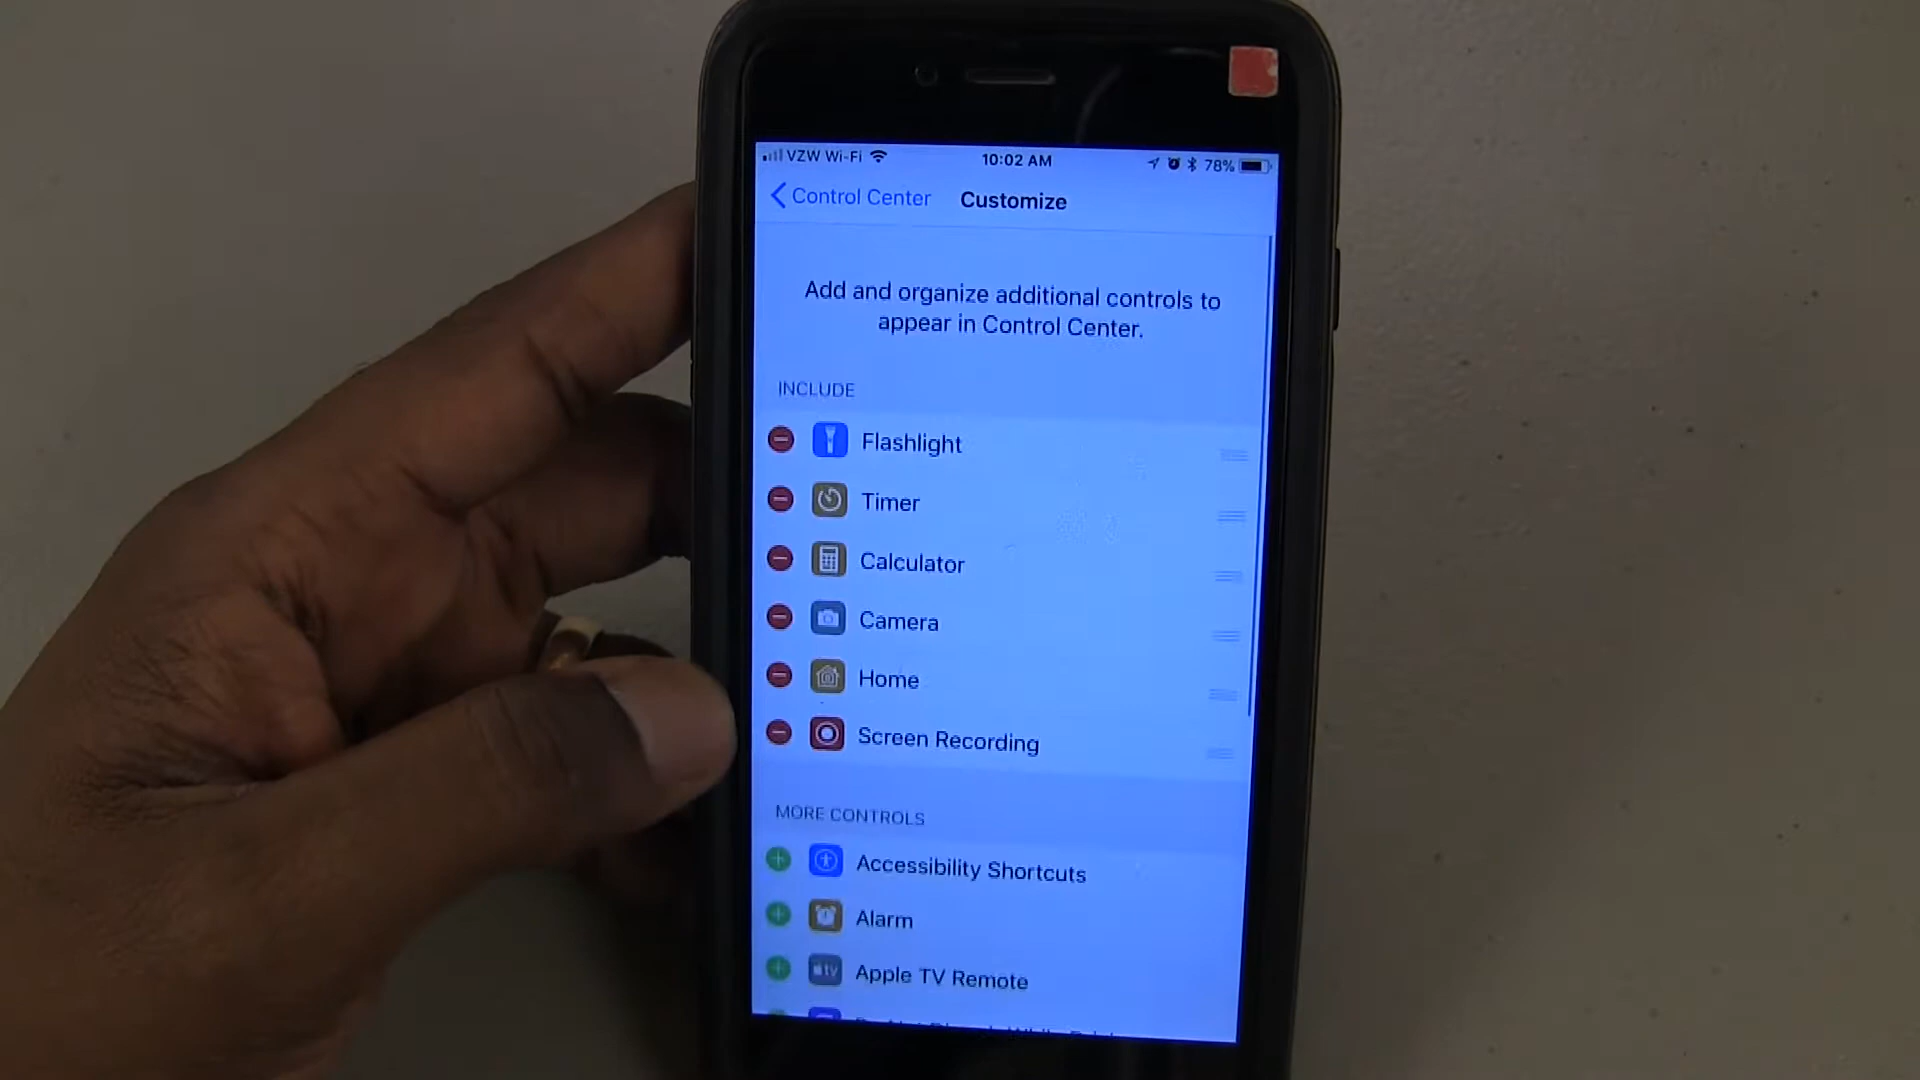 VZW Wi-Fi 10:02 AM 78%
Control Center Customize
Add and organize additional controls to
appear in Control Center.
INCLUDE
Flashlight
Timer
Calculator
Camera
Home
Screen Recording
MORE CONTROLS
Accessibility Shortcuts
Alarm
tv Apple TV Remote